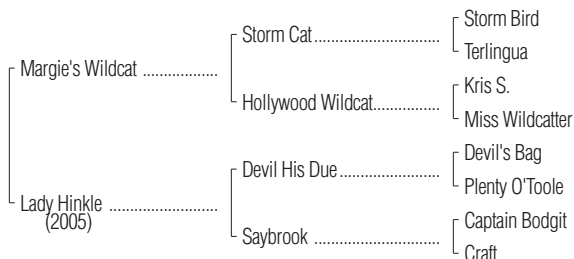 Storm Bird
Storm Cat
Terlingua
Margie's Wildcat
Kris S.
Hollywood Wildcat
Miss Wildcatter
Devil's Bag
Devil His Due
Plenty O'Toole
Lady Hinkle
(2005)
Captain Bodgit
Saybrook
Craft